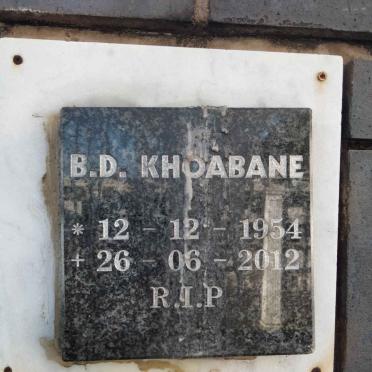 B.D. KHOABANE
* 12 - 12 - 1954
+ 26 - 06 - 2012
R.I.P